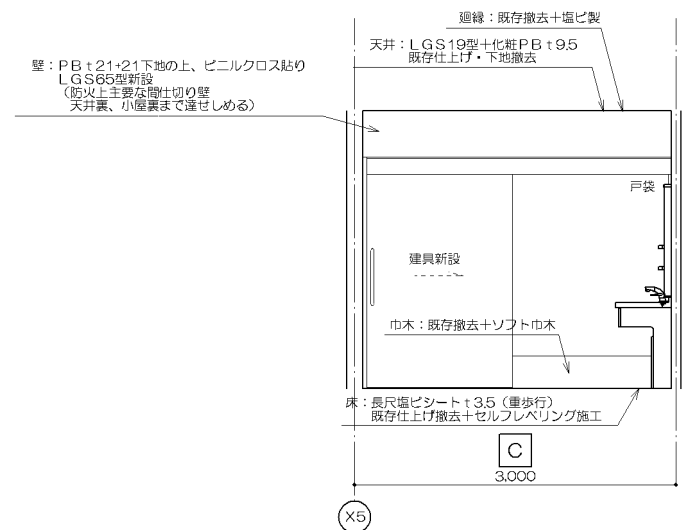 廻縁：既存撤去＋塩ビ製
天井：LGS19型＋化粧PBt9.5
既存仕上げ・下地撤去
壁：PBt21+21下地の上、ビニルクロス貼り
LGS65型新設
（防火上主要な間仕切り壁
天井裏、小屋裏まで達せしめる）
戸袋
建具新設
巾木：既存撤去＋ソフト巾木
床：長尺塩ビシートt3.5（重歩行）
既存仕上げ撤去＋セルフレベリング施工
C
3,000
X5